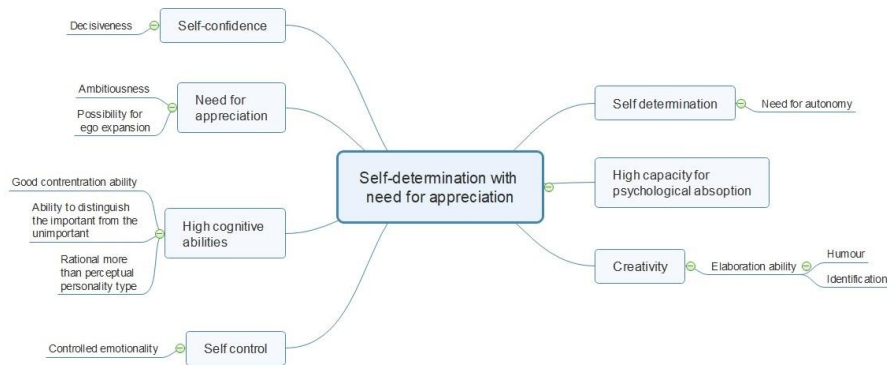 Decisiveness
Self-confidence
Ambitiousness
Possibility for
ego expansion
Need for
appreciation
Good contrentration ability
Ability to distinguish
the important from the
unimportant
Rational more
than perceptual
personality type
High cognitive
abilities
Controlled emotionality
Self control
Self-determination with
need for appreciation
Self determination
Need for autonomy
High capacity for
psychological absoption
Creativity
Elaboration ability
Humour
Identification